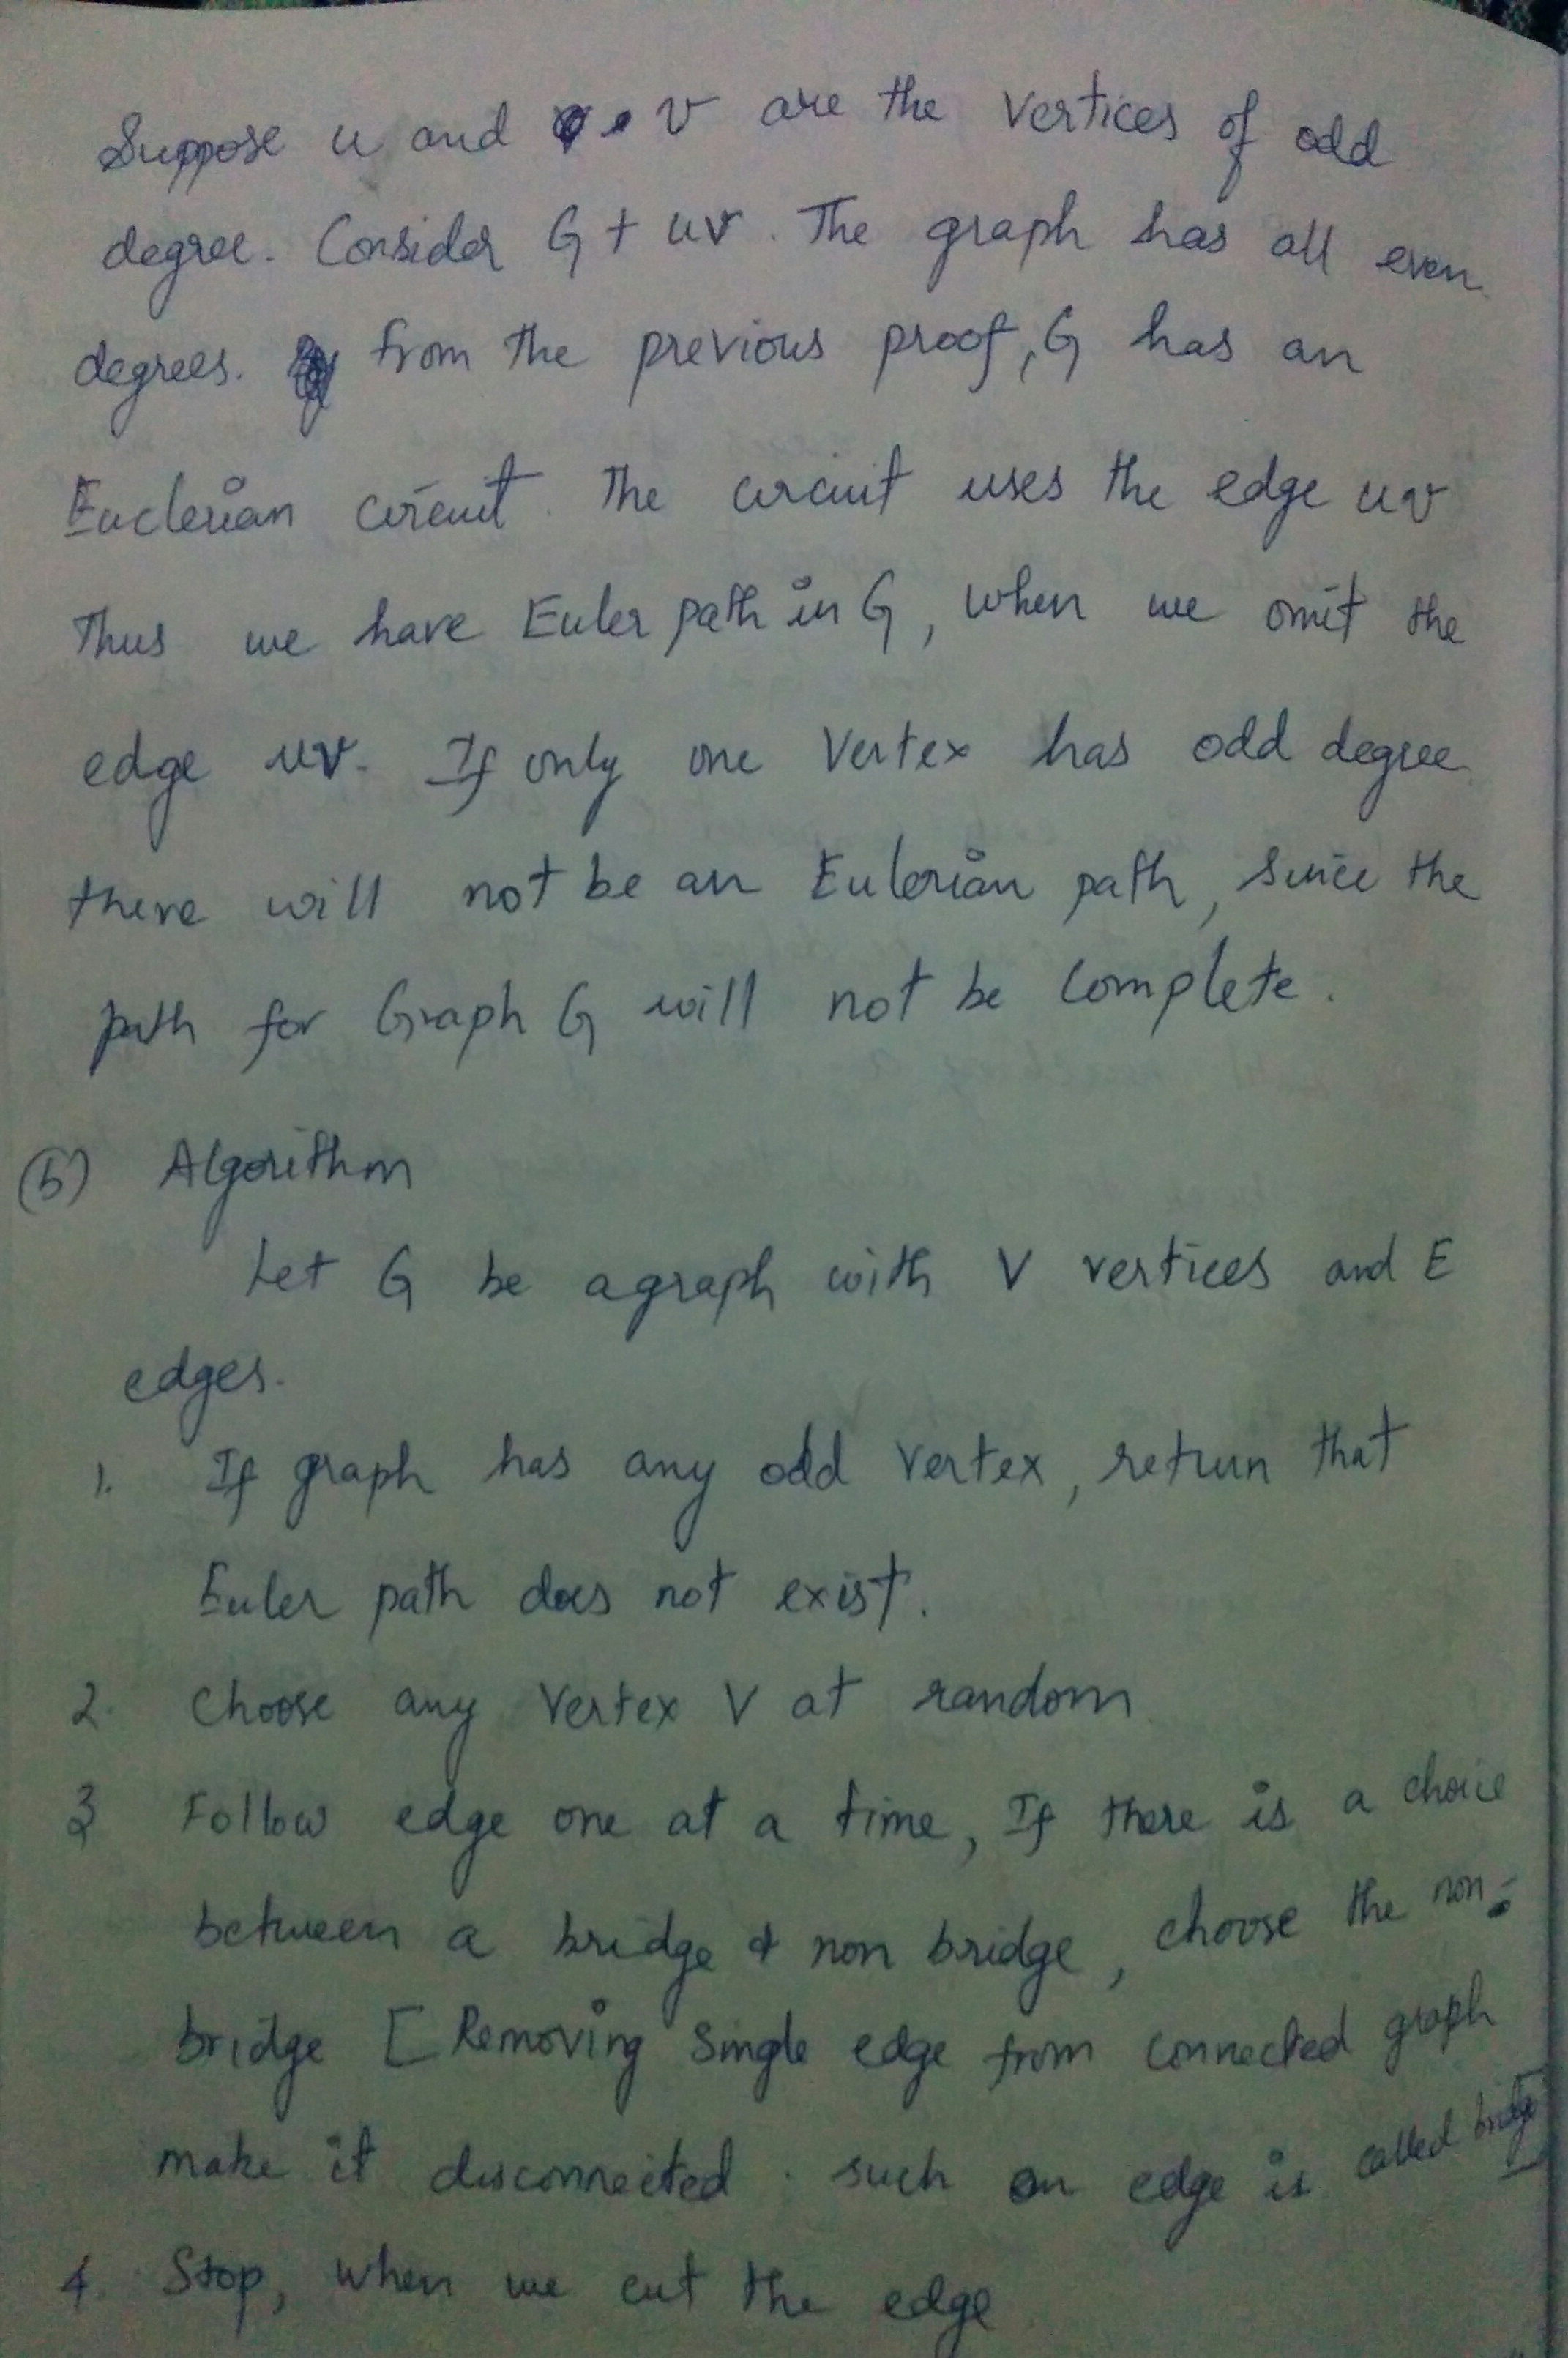 Suppose u and v are the vertices of odd
degree. Consider G + uv. The graph has all even
degrees. from the previous proof, G has an
Euclerian circuit. The circuit uses the edge uv
Thus we have Euler path in G, when we omit the
edge uv. If only one vertex has odd degree
there will not be an Eulerian path, since the
path for Graph G will not be complete.
(b) Algorithm
Let G be a graph with V vertices and E
edges.
1. If graph has any odd vertex, return that
Euler path does not exist.
2. Choose any vertex V at random
3 Follow edge one at a time, If there is a choice
between a bridge & non bridge, choose the non-
bridge [Removing single edge from connected graph
make it disconnected. such an edge is called bridge]
4. Stop, when we cut the edge